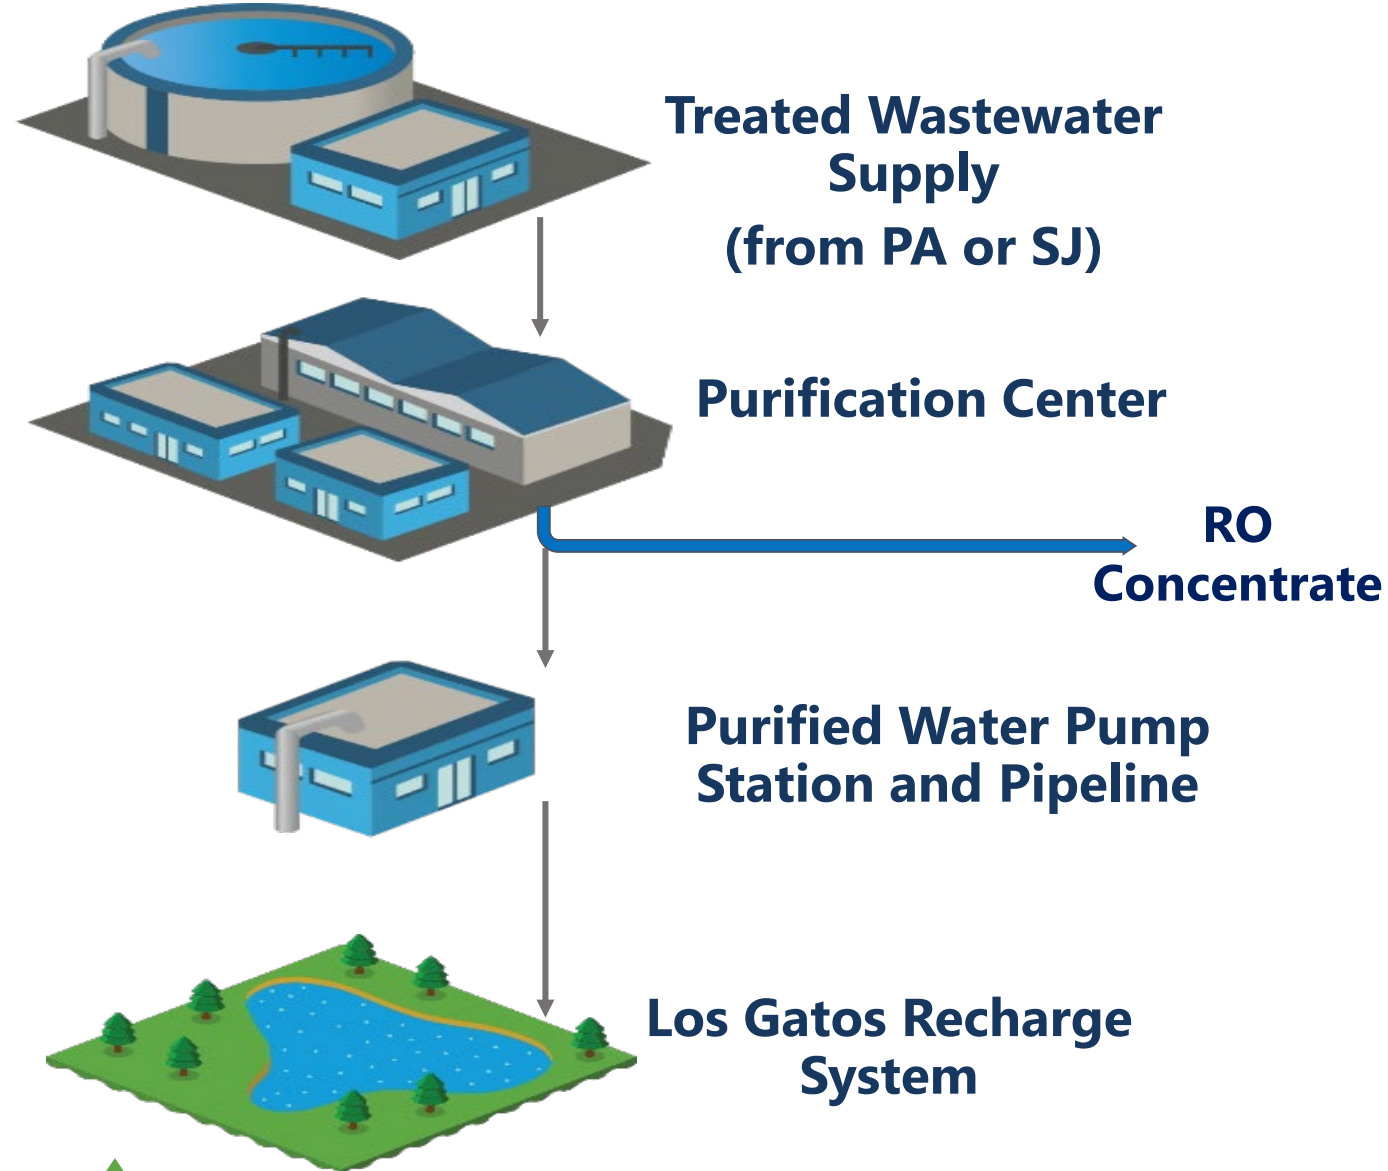 Treated Wastewater
Supply
(from PA or SJ)
Purification Center
RO
Concentrate
Purified Water Pump
Station and Pipeline
Los Gatos Recharge
System